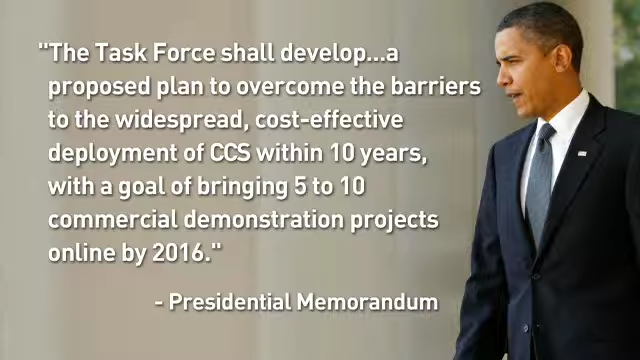 "The Task Force shall develop...a
proposed plan to overcome the barriers
to the widespread, cost-effective
deployment of CCS within 10 years,
with a goal of bringing 5 to 10
commercial demonstration projects
online by 2016."
- Presidential Memorandum